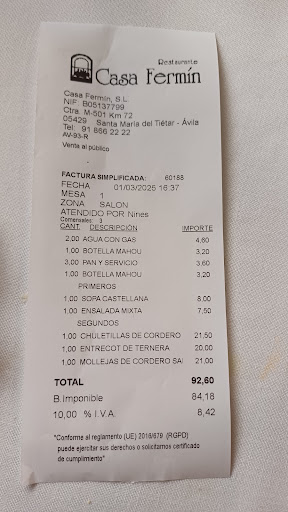 Restaurante
Casa Fermín
Casa Fermín, S.L.
NIF: B05137799
Ctra. M-501 Km 72
05429 Santa María del Tiétar - Ávila
Tel: 91 866 22 22
AV-93-R
Venta al público
FACTURA SIMPLIFICADA: 60188
FECHA 01/03/2025 16:37
MESA 1
ZONA SALON
ATENDIDO POR Nines
Comensales: 3
CANT. DESCRIPCIÓN IMPORTE
2,00 AGUA CON GAS 4,60
1,00 BOTELLA MAHOU 3,20
3,00 PAN Y SERVICIO 3,60
1,00 BOTELLA MAHOU 3,20
PRIMEROS
1,00 SOPA CASTELLANA 8,00
1,00 ENSALADA MIXTA 7,50
SEGUNDOS
1,00 CHULETILLAS DE CORDERO 21,50
1,00 ENTRECOT DE TERNERA 20,00
1,00 MOLLEJAS DE CORDERO SAL 21,00
TOTAL 92,60
B.Imponible 84,18
10,00 % I.V.A. 8,42
"Conforme al reglamento (UE) 2016/679 (RGPD)
puede ejercitar sus derechos o solicitarnos certificado
de cumplimiento"